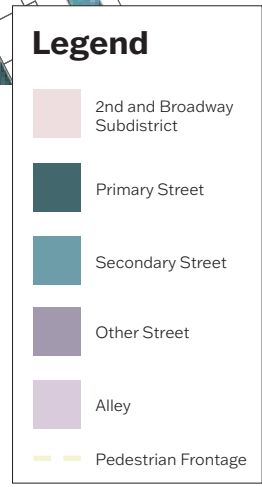 Legend
2nd and Broadway
Subdistrict
Primary Street
Secondary Street
Other Street
Alley
Pedestrian Frontage